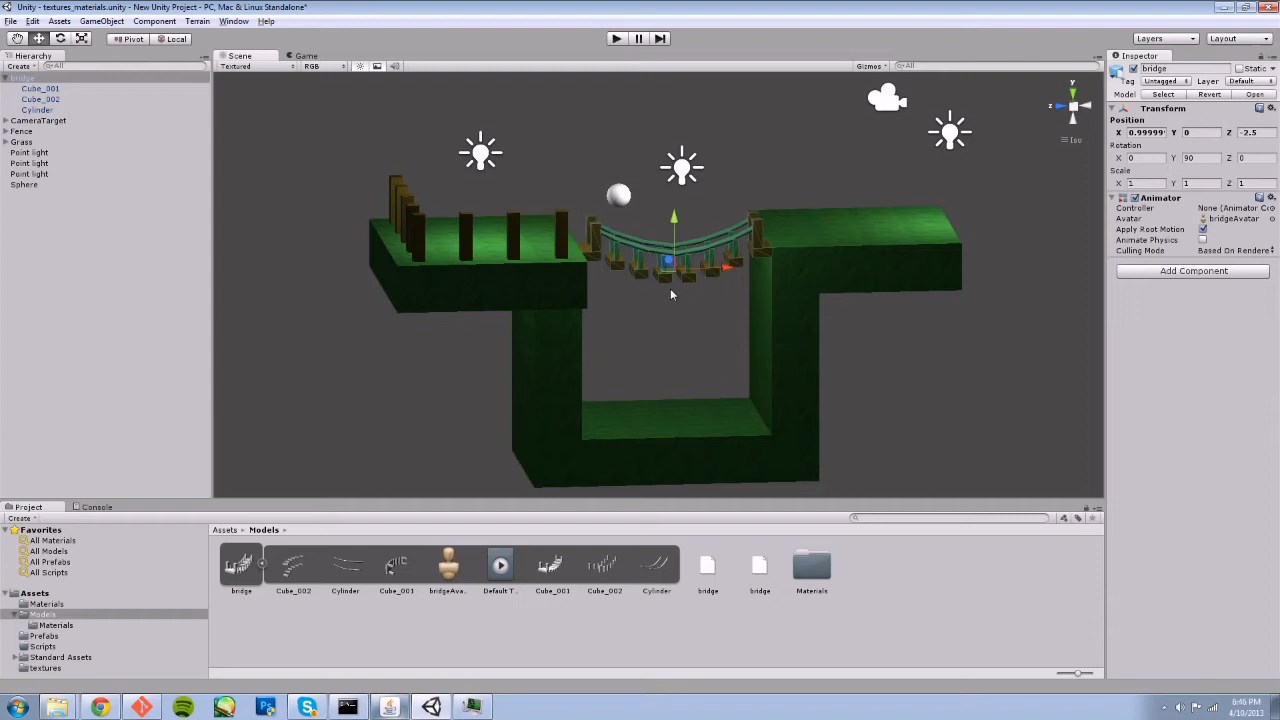 Unity - textures_materials.unity - New Unity Project - PC, Mac & Linux Standalone*
File Edit Assets GameObject Component Terrain Window Help
Pivot Local Layers Layout
Hierarchy
Create All
bridge
Cube_001
Cube_002
Cylinder
CameraTarget
Fence
Grass
Point light
Point light
Point light
Sphere
Scene Game
Textured RGB Gizmos All
y
z
Iso
Inspector
bridge Static
Tag Untagged Layer Default
Model Select Revert Open
Transform
Position
X 0.99999 Y 0 Z -2.5
Rotation
X 0 Y 90 Z 0
Scale
X 1 Y 1 Z 1
Animator
Controller None (Animator Co
Avatar bridgeAvatar
Apply Root Motion
Animate Physics
Culling Mode Based On Rendere
Add Component
Project Console
Create
Favorites
All Materials
All Models
All Prefabs
All Scripts
Assets
Materials
Models
Materials
Prefabs
Scripts
Standard Assets
textures
Assets Models
bridge Cube_002 Cylinder Cube_001 bridgeAva.. Default T... Cube_001 Cube_002 Cylinder bridge bridge Materials
Ps
6:46 PM
4/10/2013